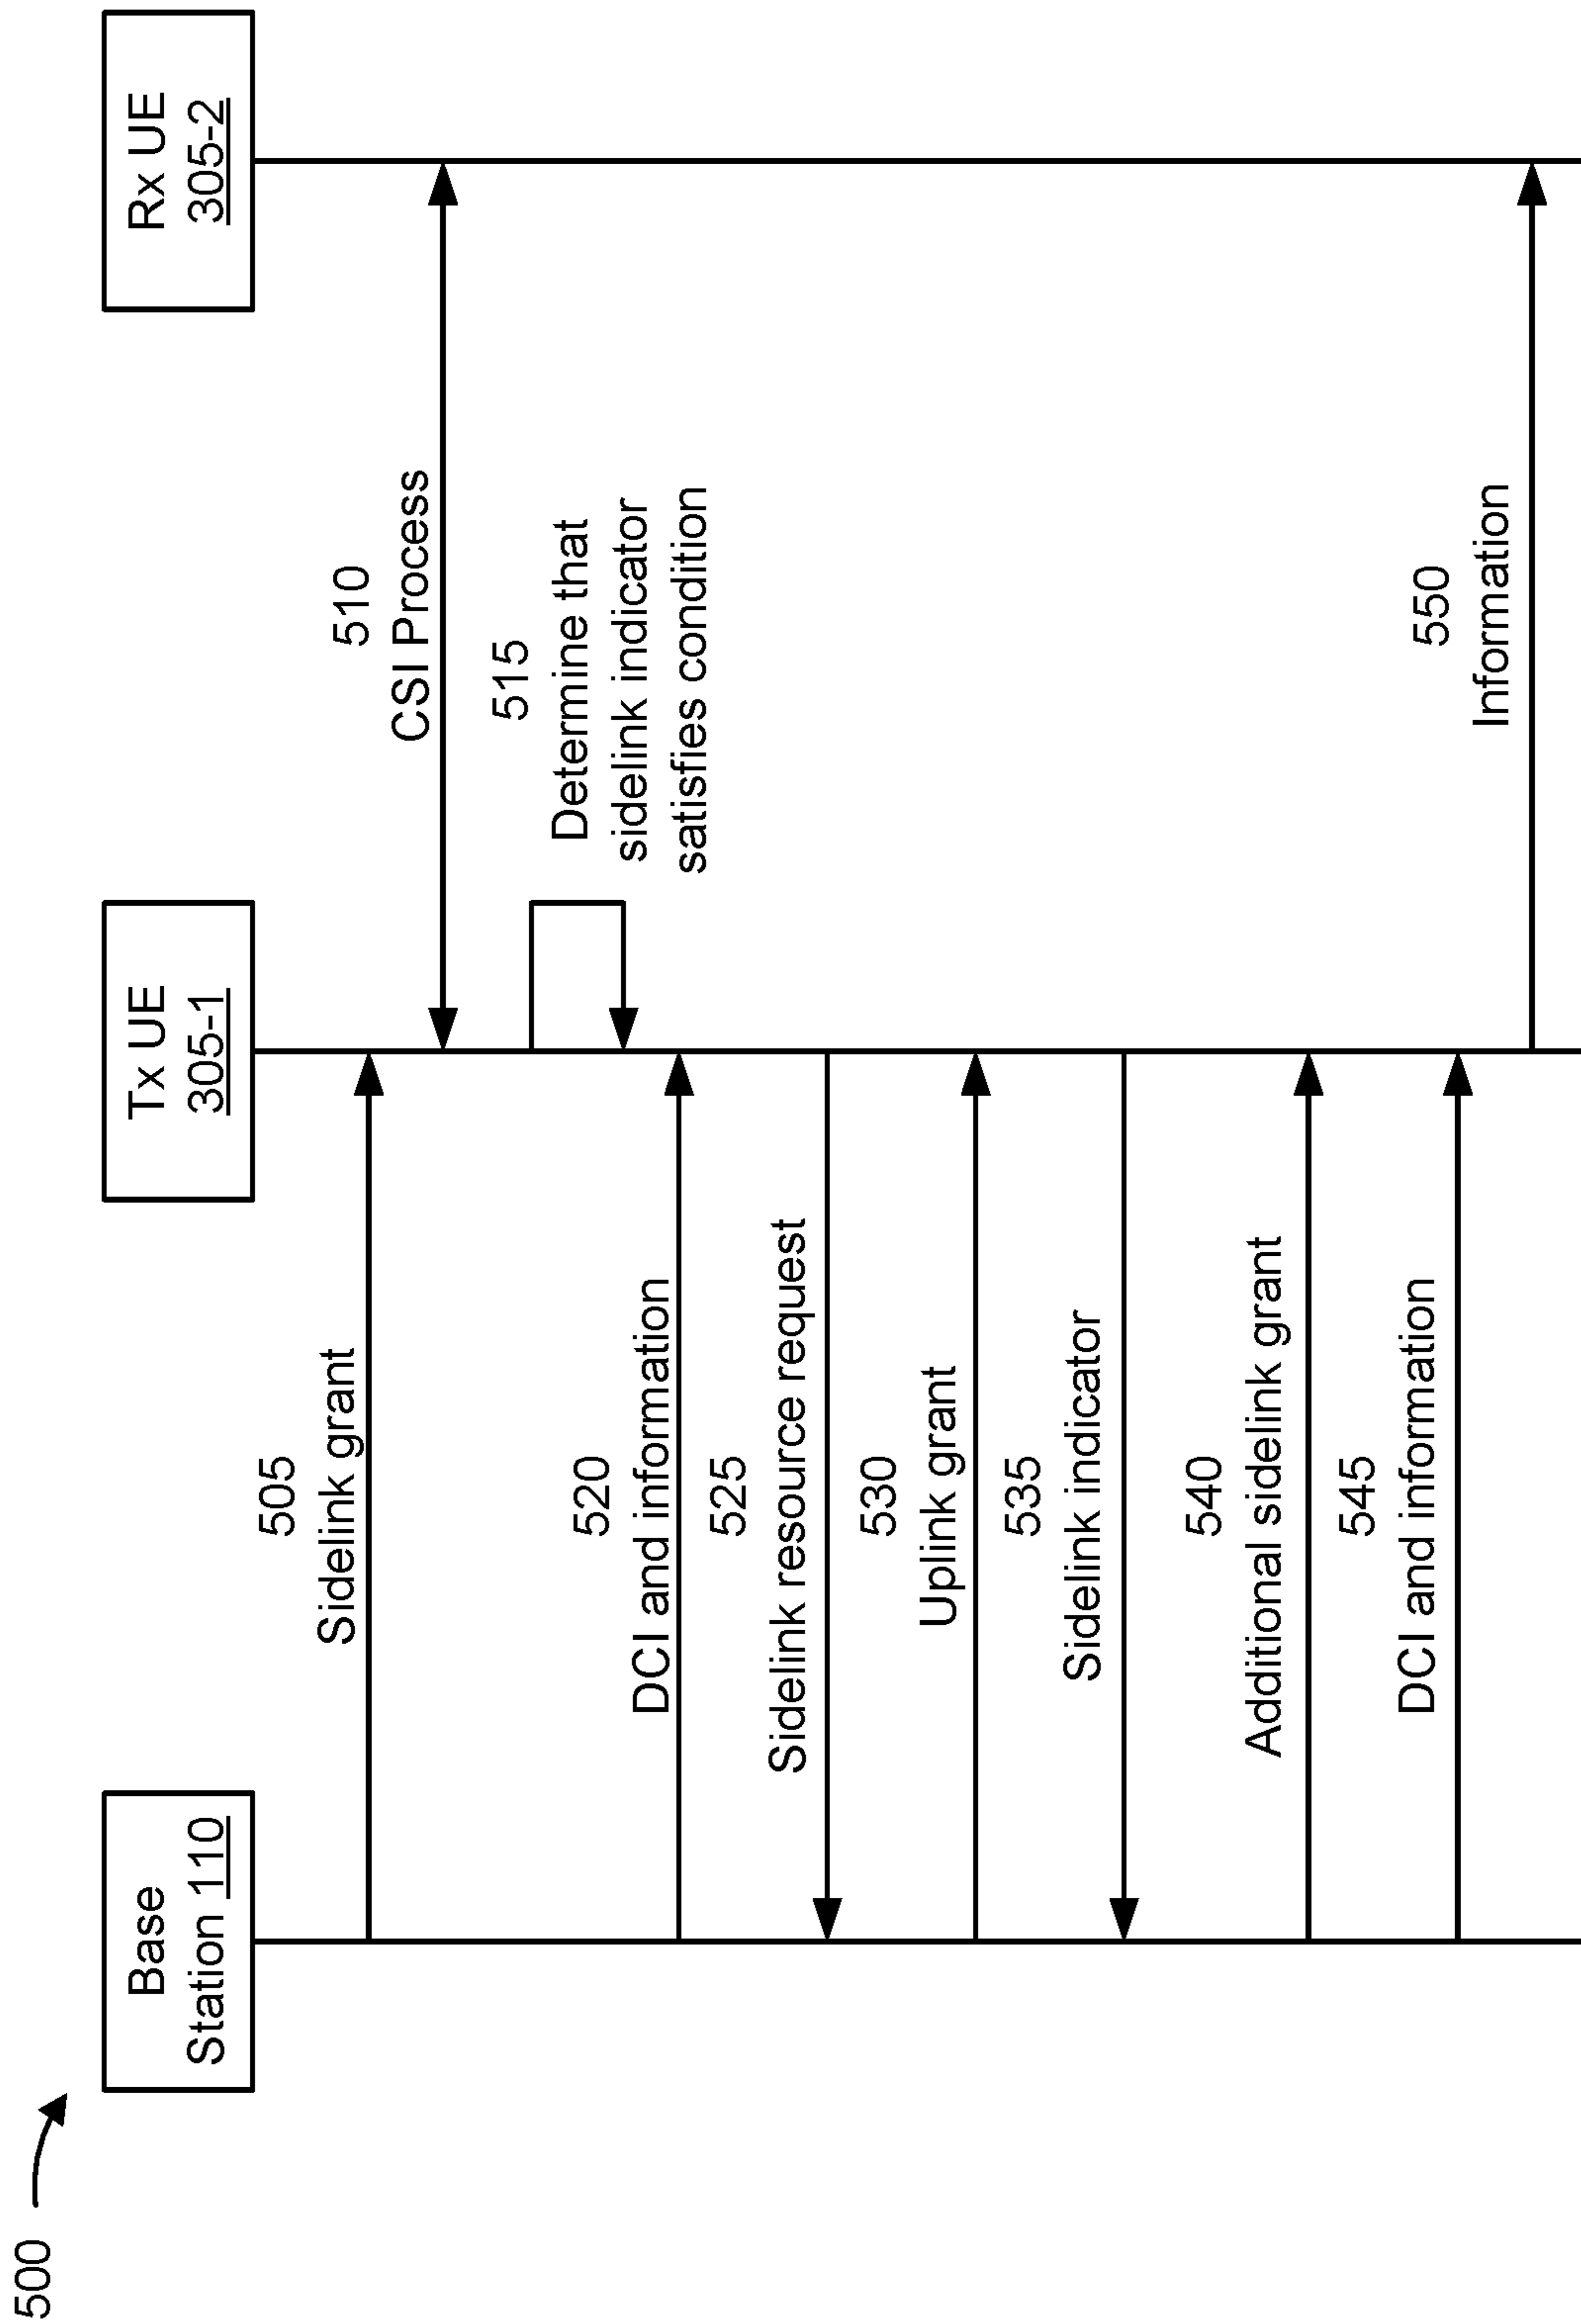 500
Base
Station 110
Tx UE
305-1
Rx UE
305-2
505
Sidelink grant
510
CSI Process
515
Determine that
sidelink indicator
satisfies condition
520
DCI and information
525
Sidelink resource request
530
Uplink grant
535
Sidelink indicator
540
Additional sidelink grant
545
DCI and information
550
Information